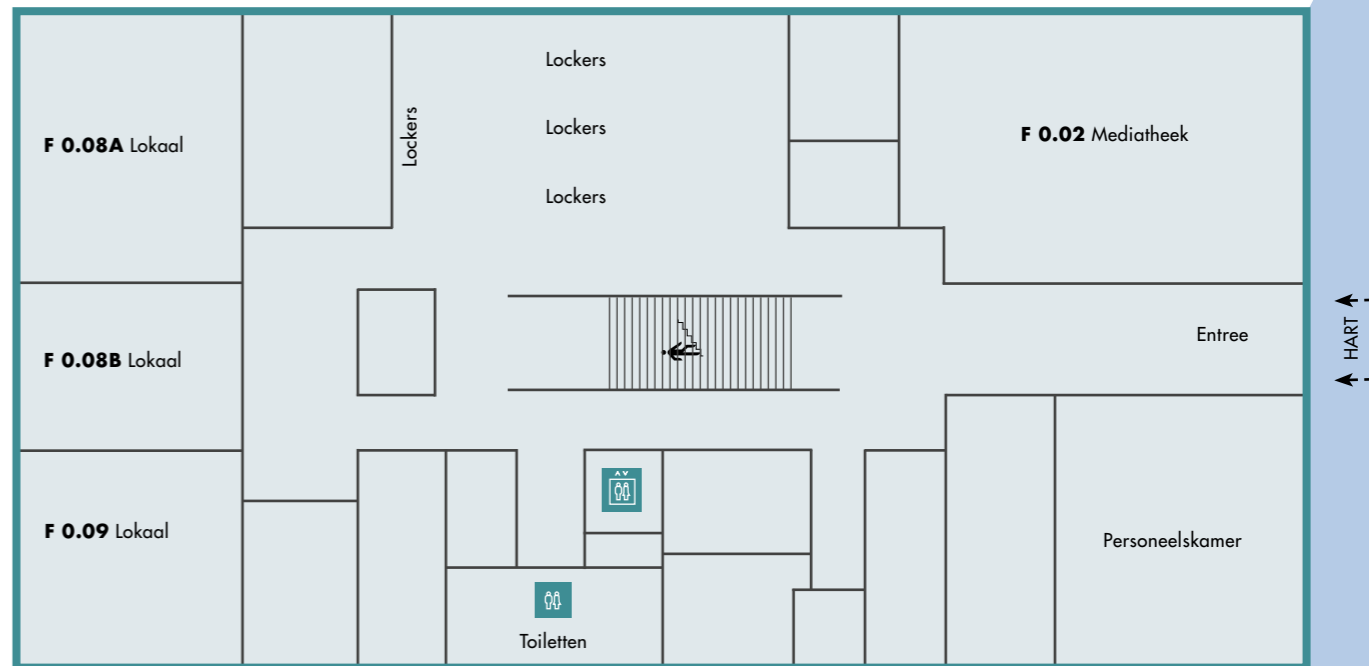 Lockers
Lockers
Lockers
Lockers
F 0.08A Lokaal
F 0.02 Mediatheek
F 0.08B Lokaal
Entree
HART
F 0.09 Lokaal
Personeelskamer
Toiletten